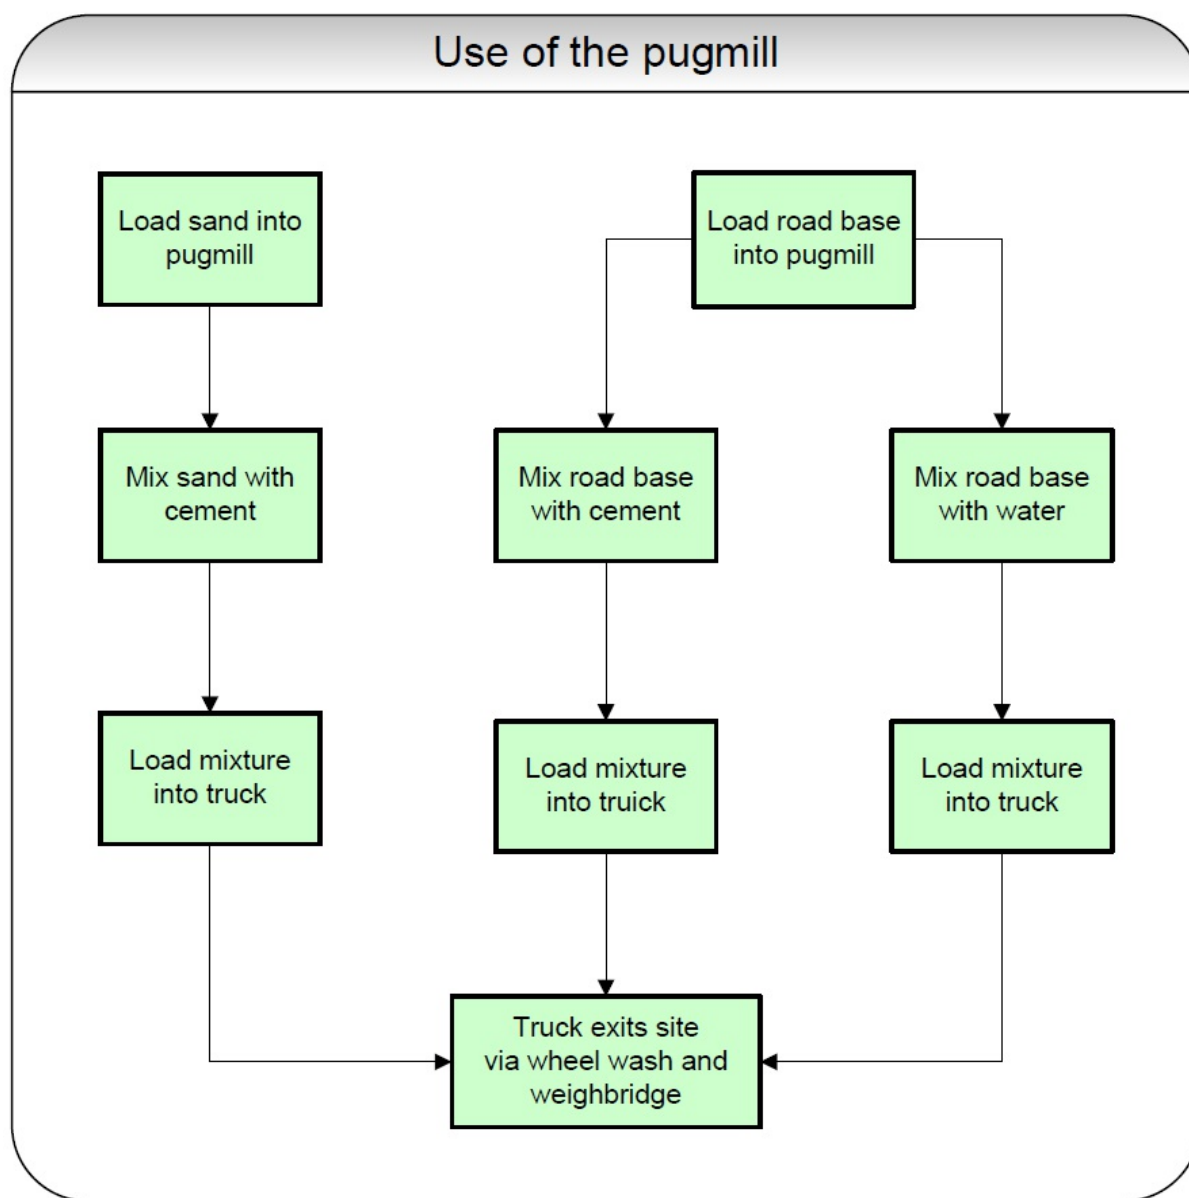 Use of the pugmill
Load sand into
pugmill
Load road base
into pugmill
Mix sand with
cement
Mix road base
with cement
Mix road base
with water
Load mixture
into truck
Load mixture
into truick
Load mixture
into truck
Truck exits site
via wheel wash and
weighbridge